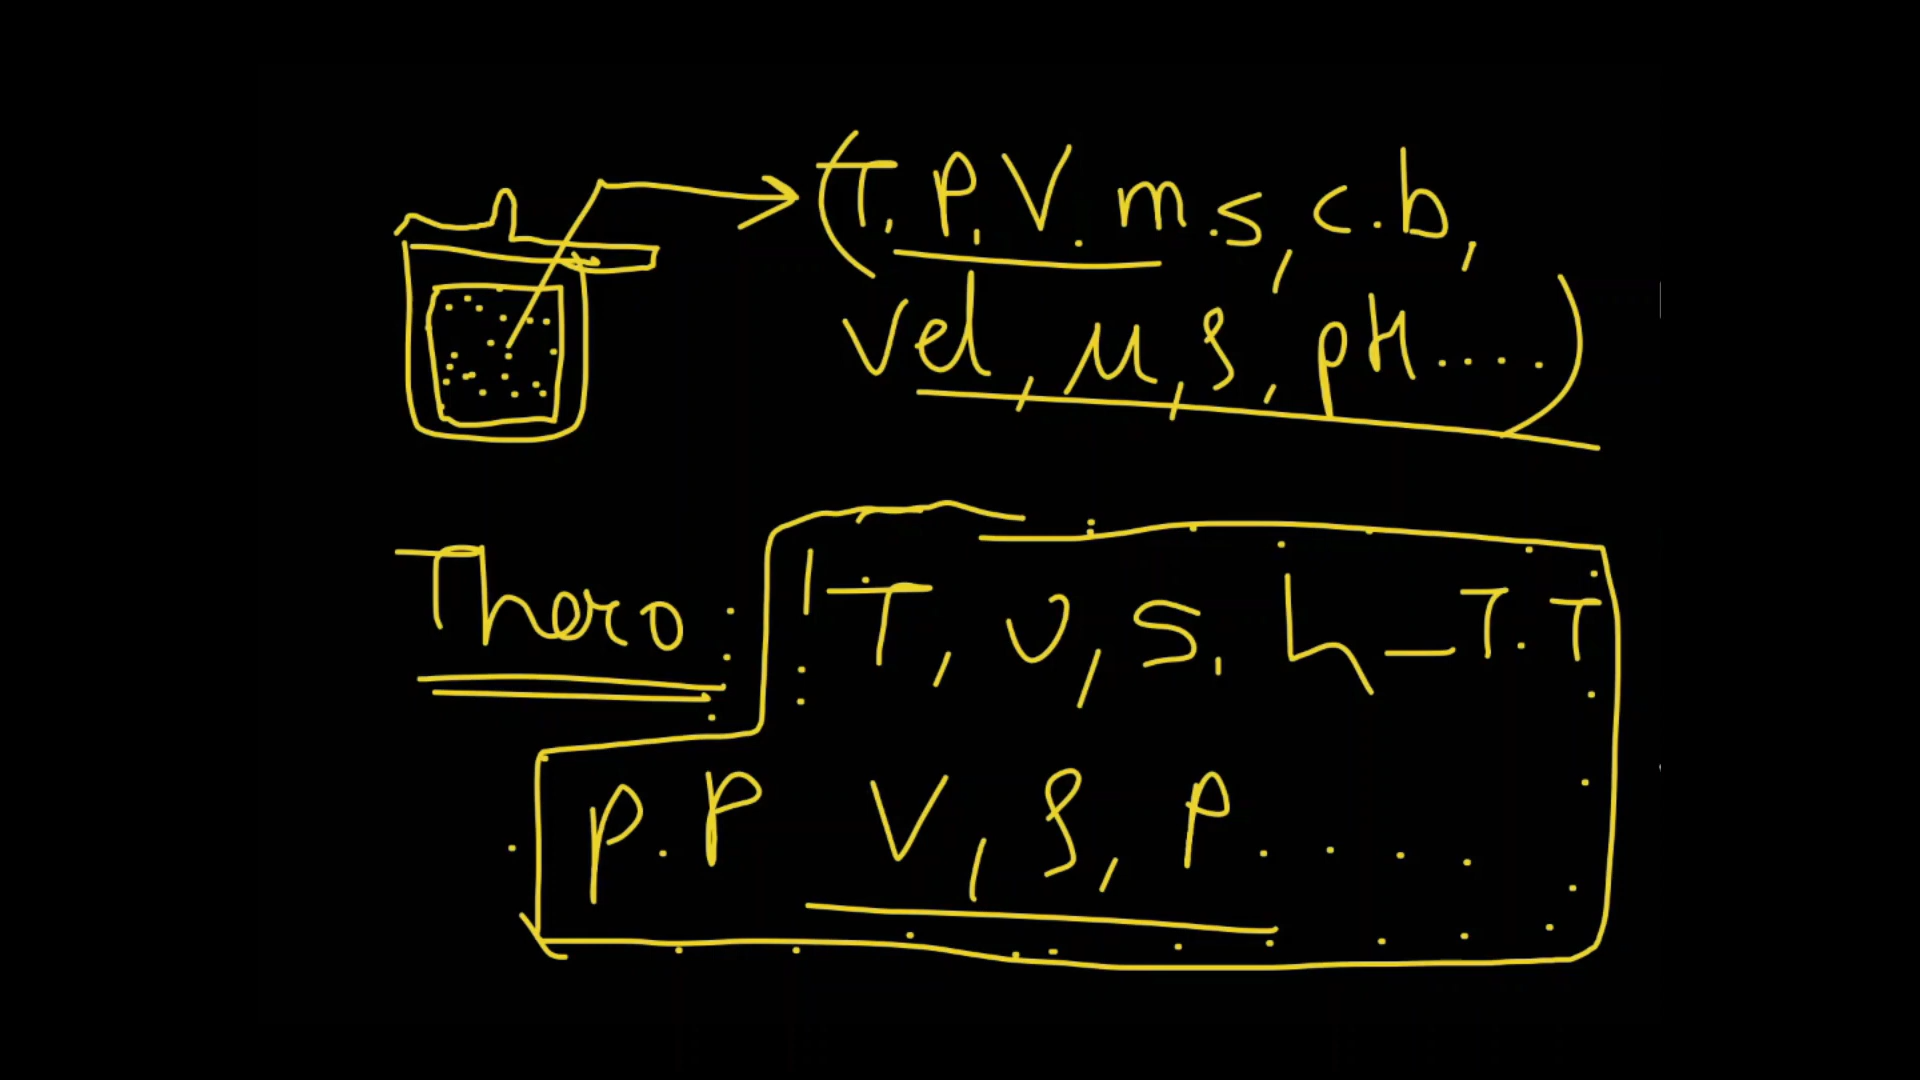 (T, P, V. m. s, c. b,
vel, μ, ρ, pH....)
Thero: T, υ, s, h _ T. T
P. P V, ρ, P. . . . .